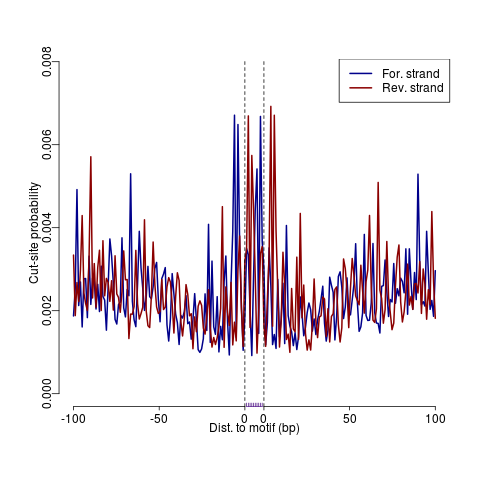 For. strand
Rev. strand
Cut-site probability
0.000
0.002
0.004
0.006
0.008
-100
-50
0
0
50
100
Dist. to motif (bp)